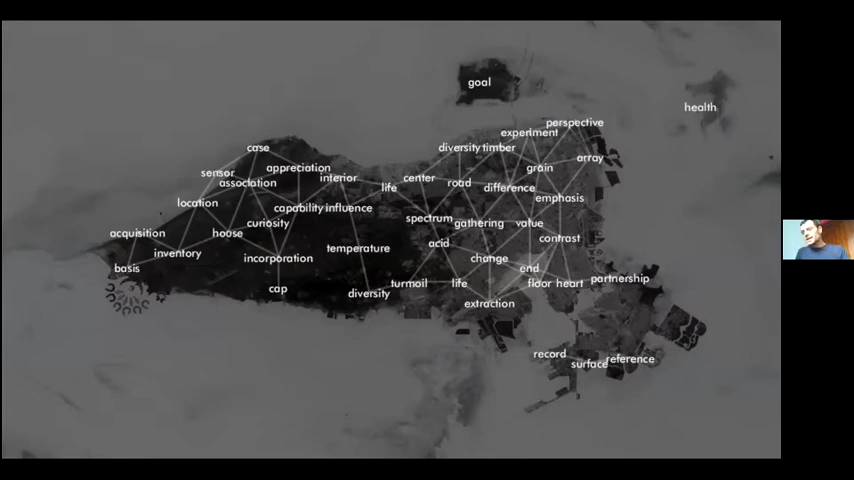 goal
health
perspective
experiment
case
diversity timber
array
appreciation
grain
sensor
interior
center
association
life
road
difference
emphasis
location
capability influence
spectrum gathering
value
curiosity
acquisition
hoose
contrast
acid
temperature
inventory
incorporation
change
basis
end
partnership
turmoil
life
floor heart
cap
diversity
extraction
record
reference
surface